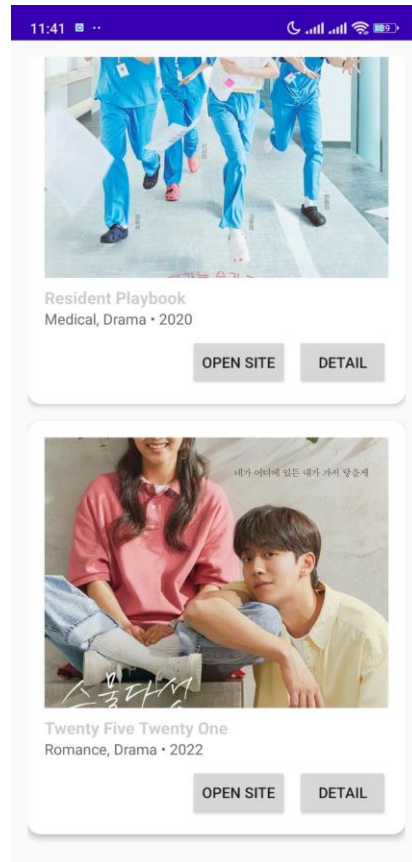 11:41
Resident Playbook
Medical, Drama • 2020
OPEN SITE DETAIL
네가 어디에 있든 내가 가서 닿을게
스물다섯
Twenty Five Twenty One
Romance, Drama • 2022
OPEN SITE DETAIL